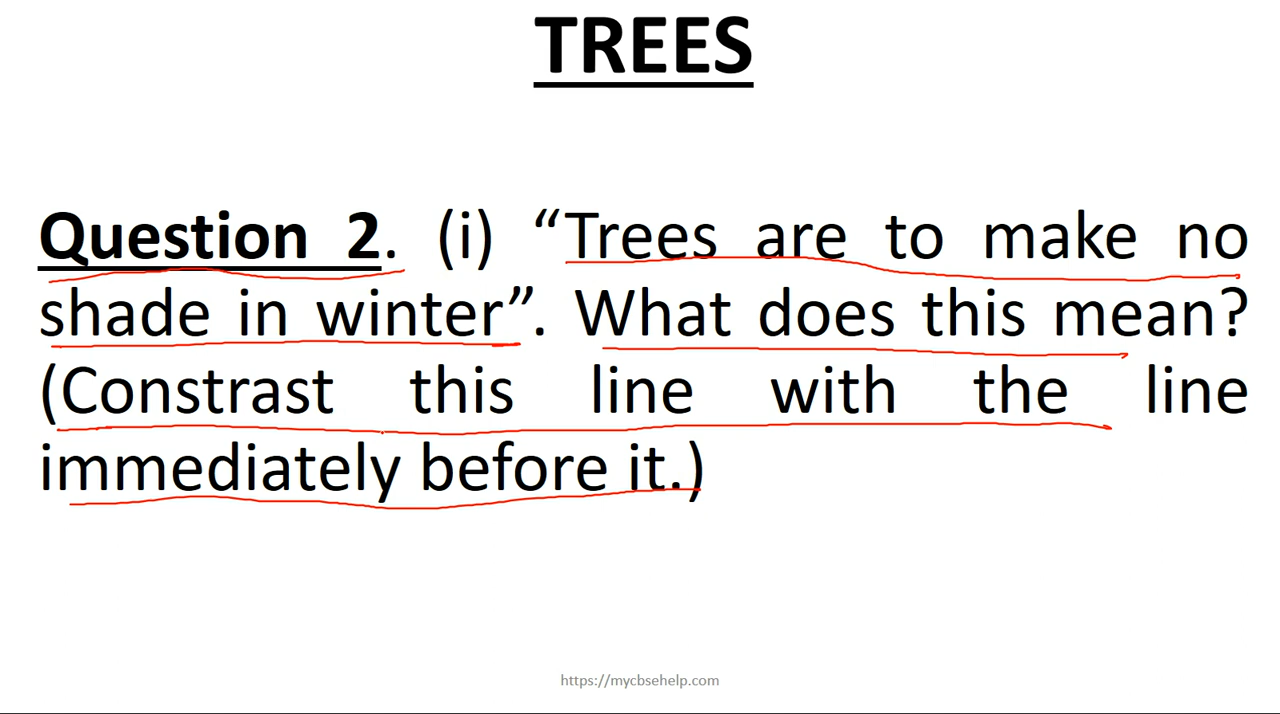 TREES
Question 2. (i) “Trees are to make no
shade in winter”. What does this mean?
(Constrast this line with the line
immediately before it.)
https://mycbsehelp.com